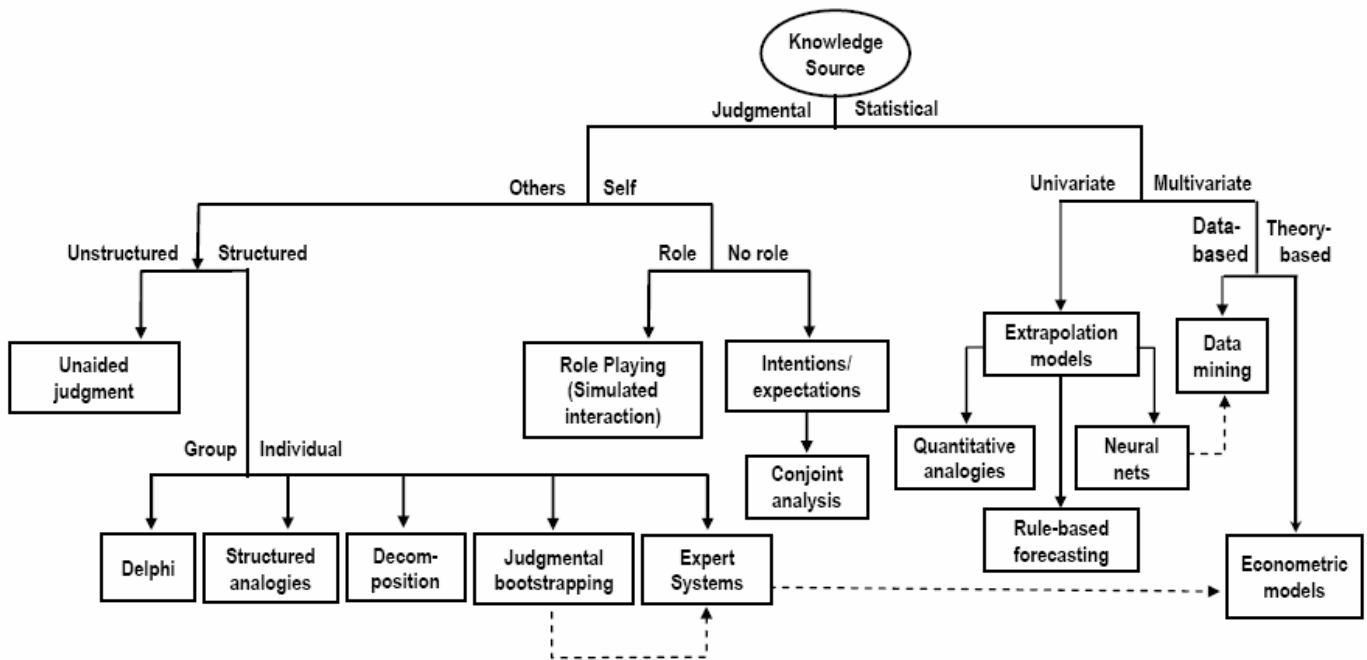 Knowledge
Source
Judgmental Statistical
Others Self
Univariate Multivariate
Unstructured Structured
Role No role
Data-
based
Theory-
based
Unaided
judgment
Role Playing
(Simulated
interaction)
Intentions/
expectations
Extrapolation
models
Data
mining
Group Individual
Conjoint
analysis
Quantitative
analogies
Neural
nets
Rule-based
forecasting
Delphi
Structured
analogies
Decom-
position
Judgmental
bootstrapping
Expert
Systems
Econometric
models